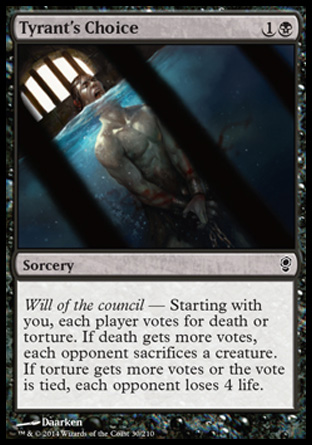 Tyrant's Choice 1
Sorcery
Will of the council — Starting with
you, each player votes for death or
torture. If death gets more votes,
each opponent sacrifices a creature.
If torture gets more votes or the vote
is tied, each opponent loses 4 life.
Daarken
™ & © 2014 Wizards of the Coast 30/210